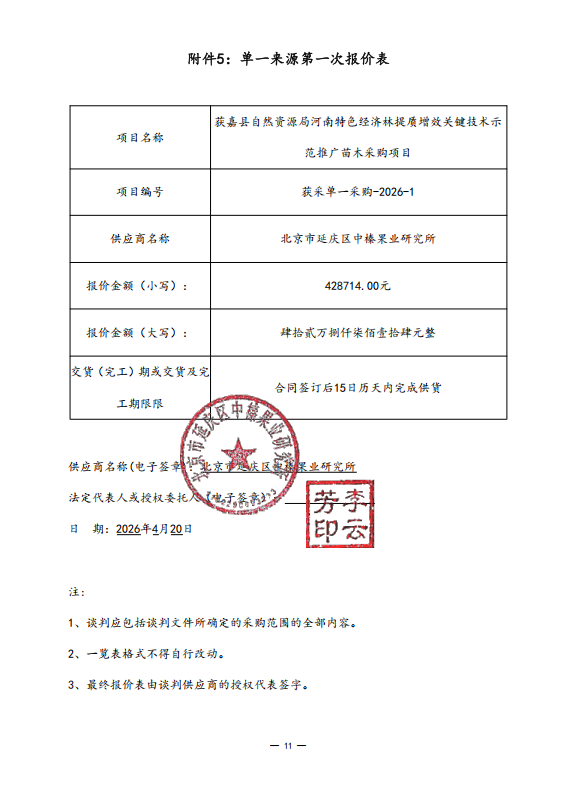 附件5：单一来源第一次报价表
项目名称
获嘉县自然资源局河南特色经济林提质增效关键技术示
范推广苗木采购项目
项目编号
获采单一采购-2026-1
供应商名称
北京市延庆区中榛果业研究所
报价金额（小写）：
428714.00元
报价金额（大写）：
肆拾贰万捌仟柒佰壹拾肆元整
交货（完工）期或交货及完
工期限限
合同签订后15日历天内完成供货
北京市延庆区中榛果业研究所
供应商名称(电子签章)：北京市延庆区中榛果业研究所
法定代表人或授权委托人（电子签章）：
李云芳印
日　期：2026年4月20日
注：
1、谈判应包括谈判文件所确定的采购范围的全部内容。
2、一览表格式不得自行改动。
3、最终报价表由谈判供应商的授权代表签字。
— 11 —